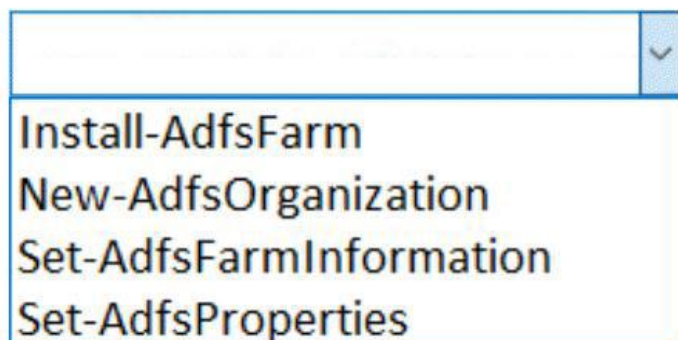 Install-AdfsFarm
New-AdfsOrganization
Set-AdfsFarmInformation
Set-AdfsProperties